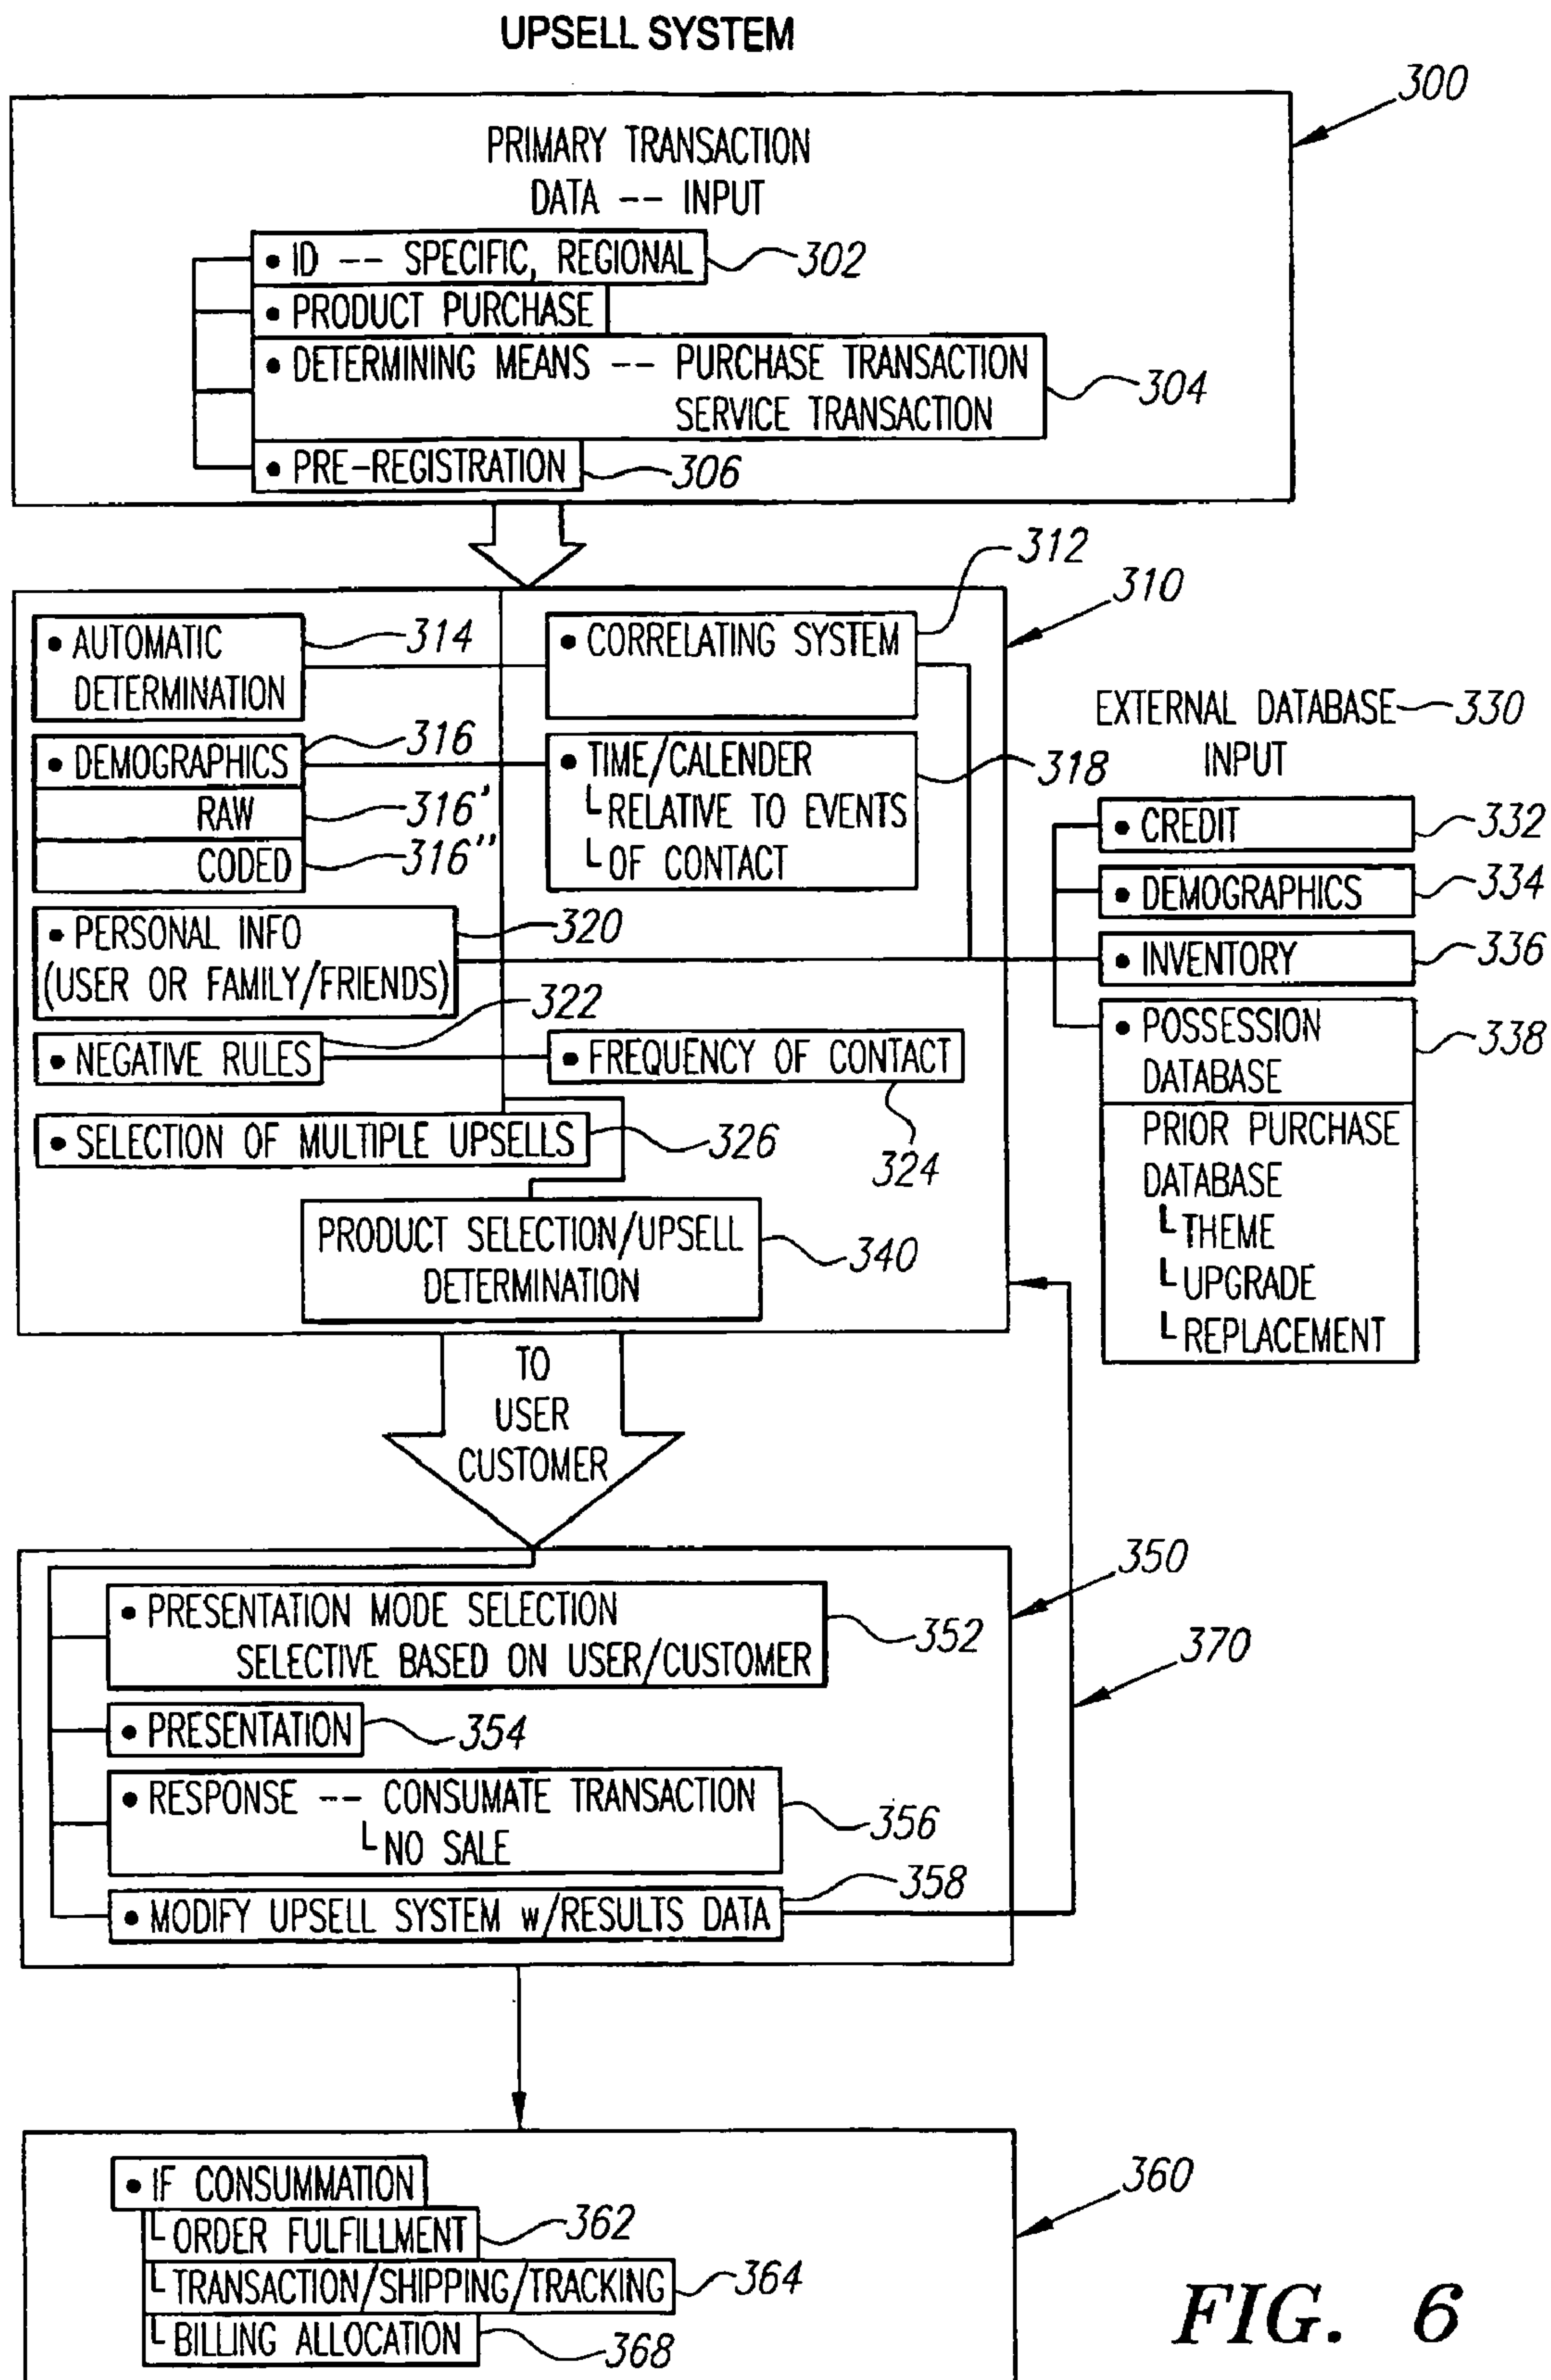 UPSELL SYSTEM
300
PRIMARY TRANSACTION
DATA -- INPUT
• ID -- SPECIFIC, REGIONAL
302
• PRODUCT PURCHASE
• DETERMINING MEANS -- PURCHASE TRANSACTION
SERVICE TRANSACTION
304
• PRE-REGISTRATION
306
310
• AUTOMATIC
DETERMINATION
314
• CORRELATING SYSTEM
312
• DEMOGRAPHICS
316
RAW
316'
CODED
316"
• TIME/CALENDER
└ RELATIVE TO EVENTS
└ OF CONTACT
318
• PERSONAL INFO
(USER OR FAMILY/FRIENDS)
320
• NEGATIVE RULES
322
• FREQUENCY OF CONTACT
324
• SELECTION OF MULTIPLE UPSELLS
326
PRODUCT SELECTION/UPSELL
DETERMINATION
340
EXTERNAL DATABASE
330
INPUT
• CREDIT
332
• DEMOGRAPHICS
334
• INVENTORY
336
• POSSESSION
DATABASE
338
PRIOR PURCHASE
DATABASE
└ THEME
└ UPGRADE
└ REPLACEMENT
TO
USER
CUSTOMER
350
• PRESENTATION MODE SELECTION
SELECTIVE BASED ON USER/CUSTOMER
352
• PRESENTATION
354
• RESPONSE -- CONSUMATE TRANSACTION
└ NO SALE
356
• MODIFY UPSELL SYSTEM w/RESULTS DATA
358
370
360
• IF CONSUMMATION
└ ORDER FULFILLMENT
362
└ TRANSACTION/SHIPPING/TRACKING
364
└ BILLING ALLOCATION
368
FIG. 6